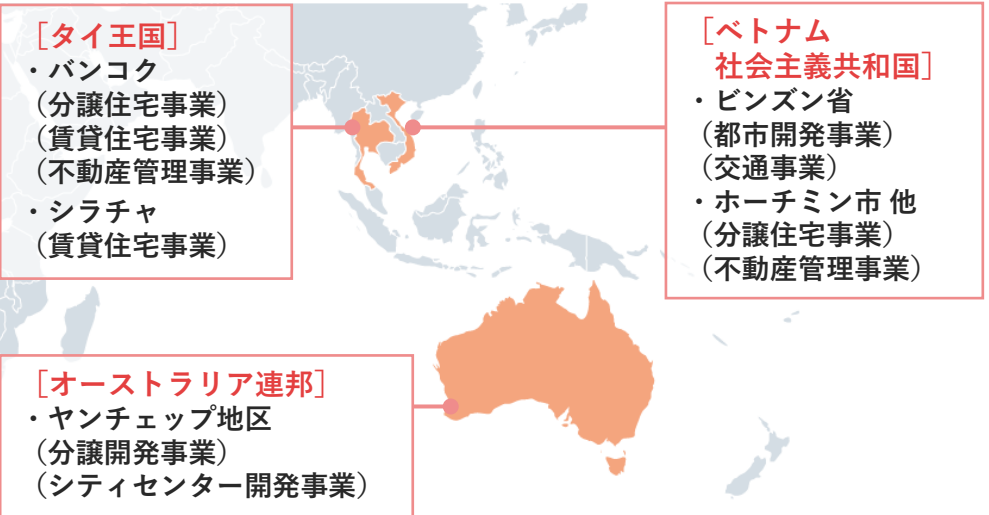 ［タイ王国］
・バンコク
（分譲住宅事業）
（賃貸住宅事業）
（不動産管理事業）
・シラチャ
（賃貸住宅事業）
［ベトナム
社会主義共和国］
・ビンズン省
（都市開発事業）
（交通事業）
・ホーチミン市 他
（分譲住宅事業）
（不動産管理事業）
［オーストラリア連邦］
・ヤンチェップ地区
（分譲開発事業）
（シティセンター開発事業）